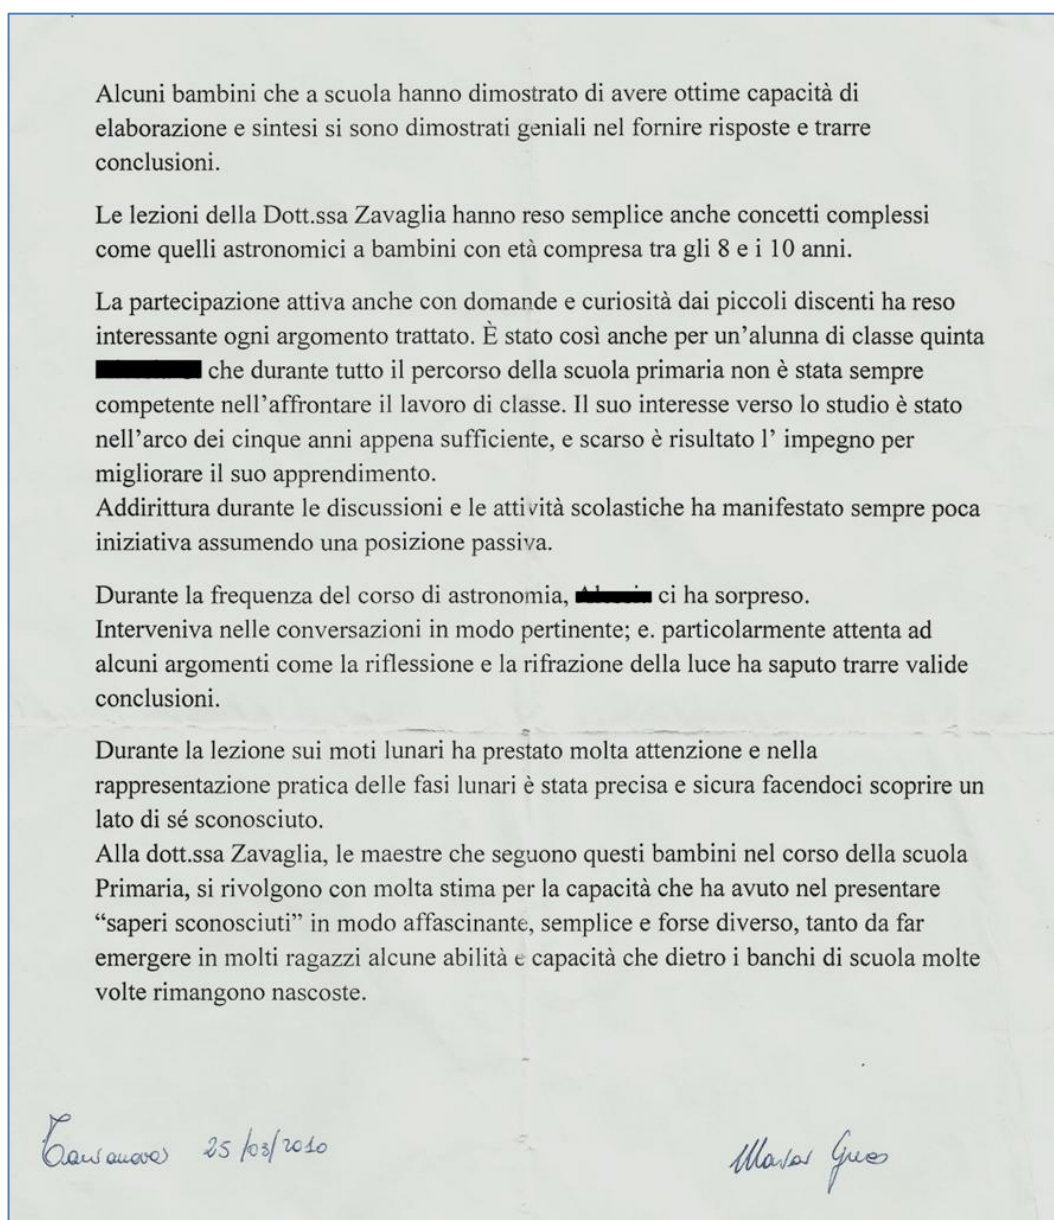 Alcuni bambini che a scuola hanno dimostrato di avere ottime capacità di
elaborazione e sintesi si sono dimostrati geniali nel fornire risposte e trarre
conclusioni.
Le lezioni della Dott.ssa Zavaglia hanno reso semplice anche concetti complessi
come quelli astronomici a bambini con età compresa tra gli 8 e i 10 anni.
La partecipazione attiva anche con domande e curiosità dai piccoli discenti ha reso
interessante ogni argomento trattato. È stato così anche per un’alunna di classe quinta
che durante tutto il percorso della scuola primaria non è stata sempre
competente nell’affrontare il lavoro di classe. Il suo interesse verso lo studio è stato
nell’arco dei cinque anni appena sufficiente, e scarso è risultato l’ impegno per
migliorare il suo apprendimento.
Addirittura durante le discussioni e le attività scolastiche ha manifestato sempre poca
iniziativa assumendo una posizione passiva.
Durante la frequenza del corso di astronomia, ci ha sorpreso.
Interveniva nelle conversazioni in modo pertinente; e. particolarmente attenta ad
alcuni argomenti come la riflessione e la rifrazione della luce ha saputo trarre valide
conclusioni.
Durante la lezione sui moti lunari ha prestato molta attenzione e nella
rappresentazione pratica delle fasi lunari è stata precisa e sicura facendoci scoprire un
lato di sé sconosciuto.
Alla dott.ssa Zavaglia, le maestre che seguono questi bambini nel corso della scuola
Primaria, si rivolgono con molta stima per la capacità che ha avuto nel presentare
“saperi sconosciuti” in modo affascinante, semplice e forse diverso, tanto da far
emergere in molti ragazzi alcune abilità e capacità che dietro i banchi di scuola molte
volte rimangono nascoste.
25/03/2010